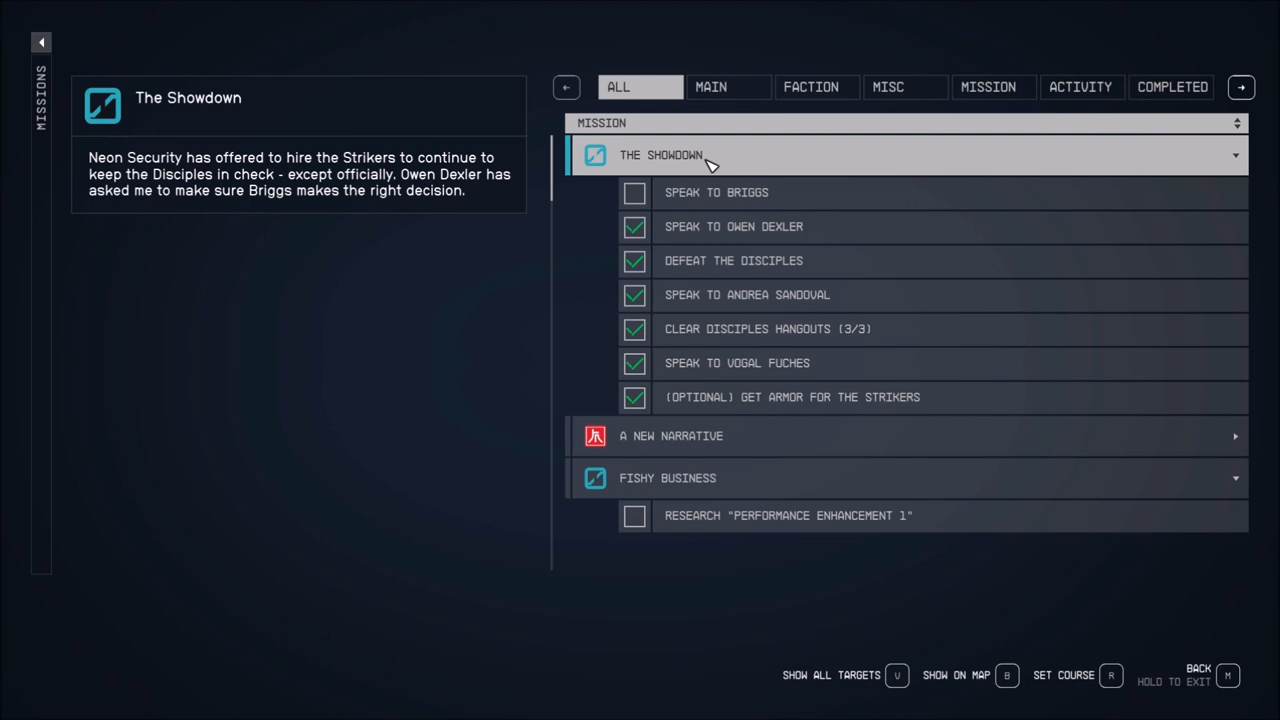 MISSIONS
The Showdown
Neon Security has offered to hire the Strikers to continue to
keep the Disciples in check - except officially. Owen Dexler has
asked me to make sure Briggs makes the right decision.
ALL MAIN FACTION MISC MISSION ACTIVITY COMPLETED
MISSION
THE SHOWDOWN
SPEAK TO BRIGGS
SPEAK TO OWEN DEXLER
DEFEAT THE DISCIPLES
SPEAK TO ANDREA SANDOVAL
CLEAR DISCIPLES HANGOUTS (3/3)
SPEAK TO VOGAL FUCHES
(OPTIONAL) GET ARMOR FOR THE STRIKERS
A NEW NARRATIVE
FISHY BUSINESS
RESEARCH "PERFORMANCE ENHANCEMENT 1"
SHOW ALL TARGETS V SHOW ON MAP B SET COURSE R BACK M
HOLD TO EXIT